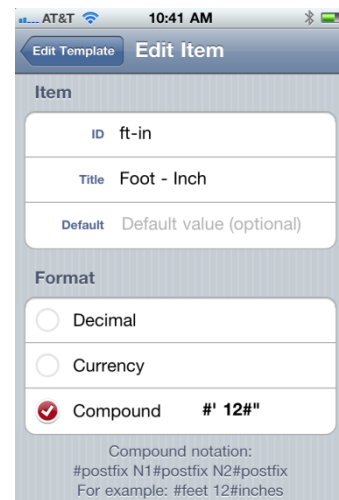 AT&T 10:41 AM
Edit Template Edit Item
Item
ID ft-in
Title Foot - Inch
Default Default value (optional)
Format
Decimal
Currency
Compound #' 12#"
Compound notation:
#postfix N1#postfix N2#postfix
For example: #feet 12#inches